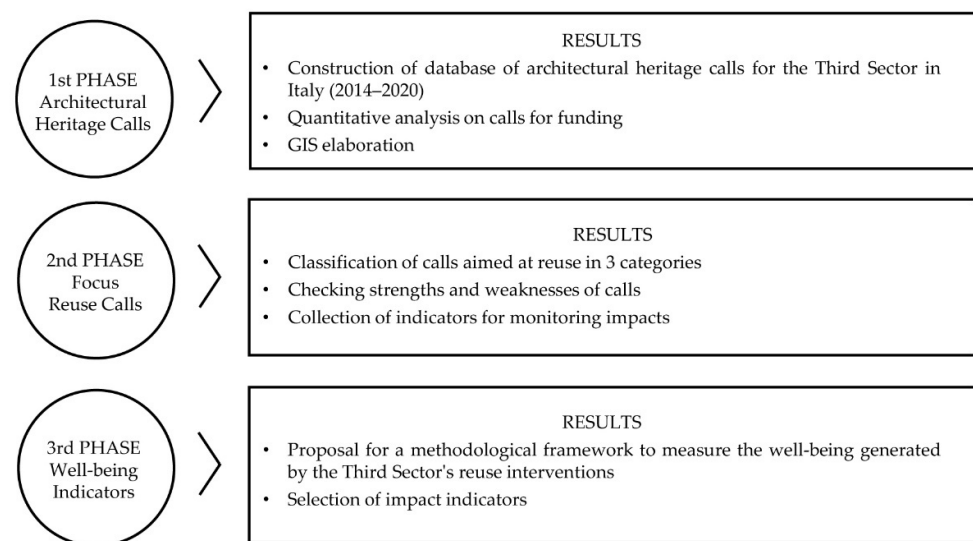 1st PHASE
Architectural
Heritage Calls
RESULTS
• Construction of database of architectural heritage calls for the Third Sector in
Italy (2014–2020)
• Quantitative analysis on calls for funding
• GIS elaboration
2nd PHASE
Focus
Reuse Calls
RESULTS
• Classification of calls aimed at reuse in 3 categories
• Checking strengths and weaknesses of calls
• Collection of indicators for monitoring impacts
3rd PHASE
Well-being
Indicators
RESULTS
• Proposal for a methodological framework to measure the well-being generated
by the Third Sector's reuse interventions
• Selection of impact indicators